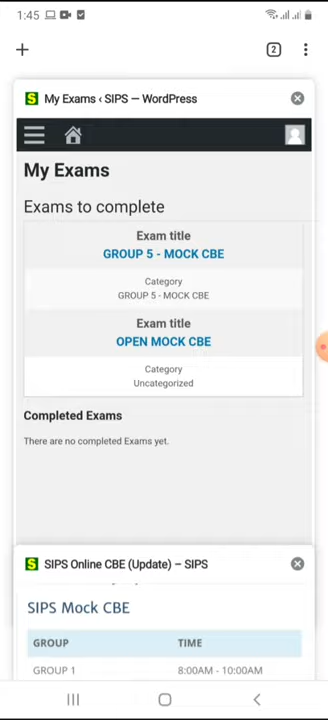 1:45
2
S My Exams ‹ SIPS — WordPress
My Exams
Exams to complete
Exam title
GROUP 5 - MOCK CBE
Category
GROUP 5 - MOCK CBE
Exam title
OPEN MOCK CBE
Category
Uncategorized
Completed Exams
There are no completed Exams yet.
S SIPS Online CBE (Update) – SIPS
SIPS Mock CBE
GROUP TIME
GROUP 1 8:00AM - 10:00AM